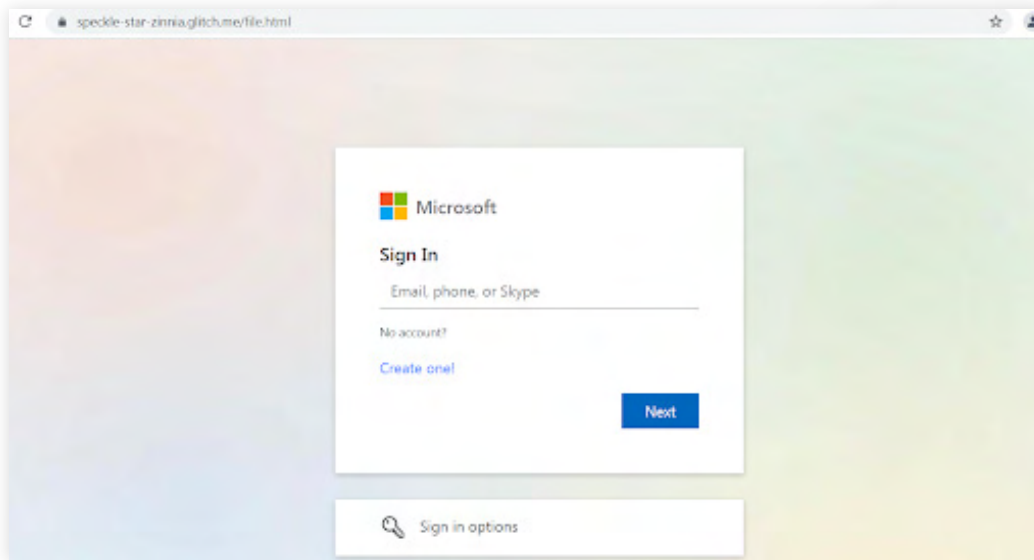 speckle-star-zinnia.glitch.me/file.html
Microsoft
Sign In
Email, phone, or Skype
No account?
Create one!
Next
Sign in options